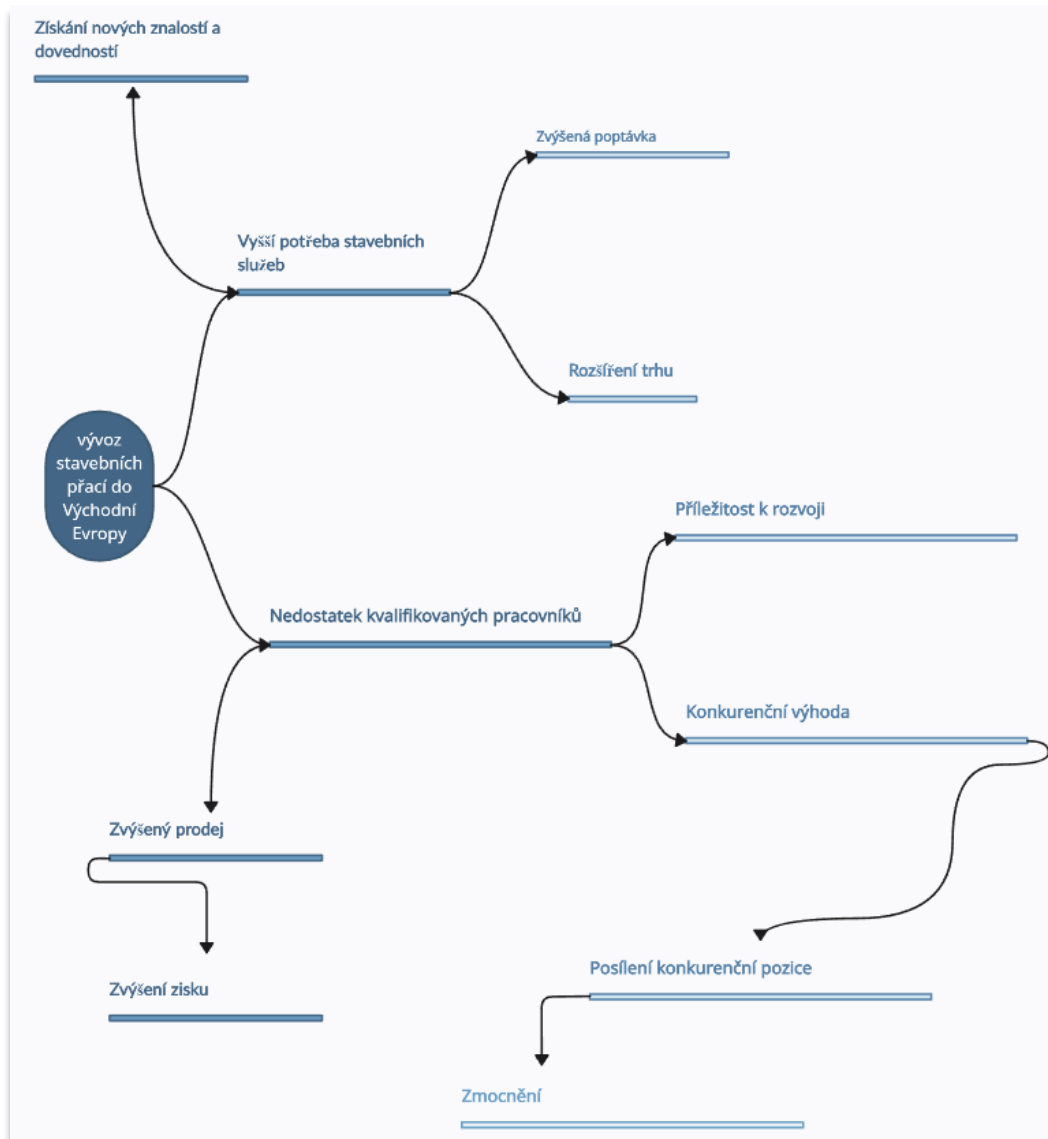 Získání nových znalostí a
dovedností
Zvýšená poptávka
Vyšší potřeba stavebních
služeb
Rozšíření trhu
vývoz
stavebních
přací do
Východní
Evropy
Příležitost k rozvoji
Nedostatek kvalifikovaných pracovníků
Konkurenční výhoda
Zvýšený prodej
Posílení konkurenční pozice
Zvýšení zisku
Zmocnění